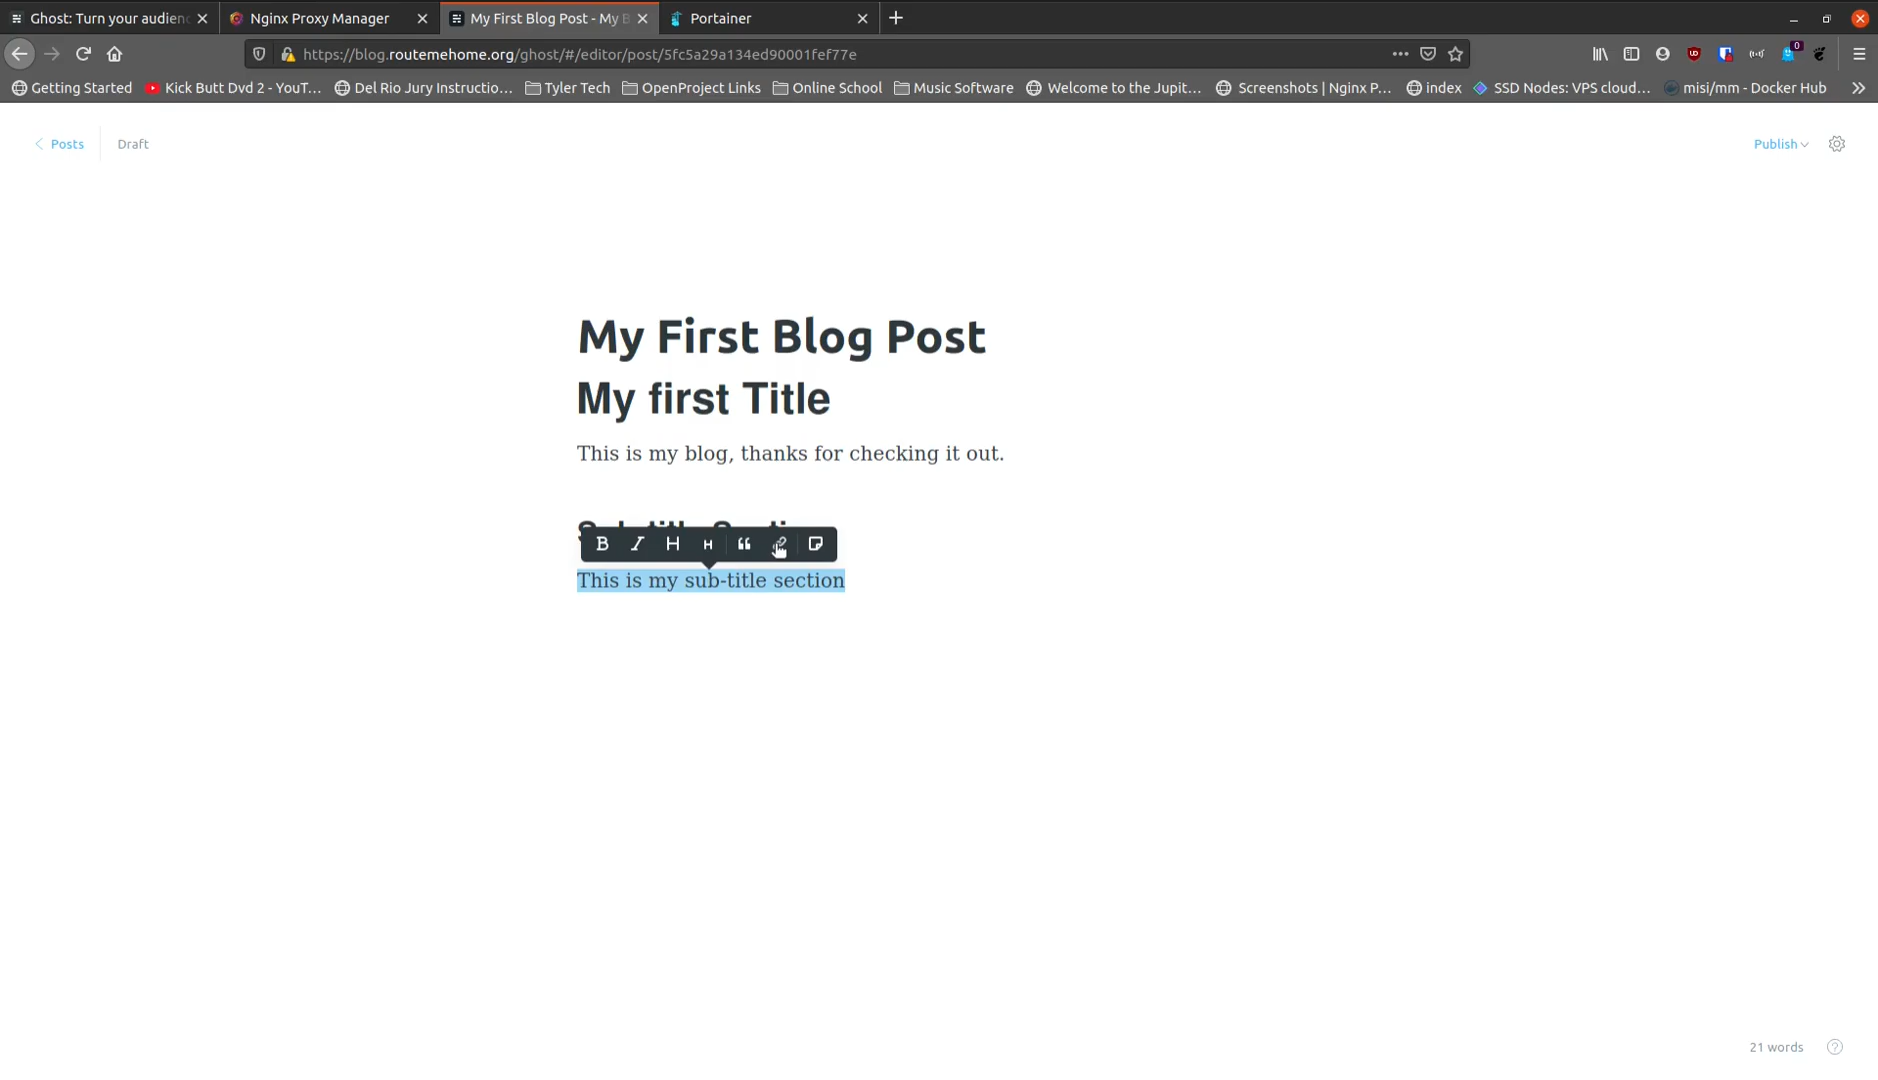 Ghost: Turn your audien
Nginx Proxy Manager
My First Blog Post - My B
Portainer
https://blog.routemehome.org/ghost/#/editor/post/5fc5a29a134ed90001fef77e
0
Getting Started
Kick Butt Dvd 2 - YouT...
Del Rio Jury Instructio...
Tyler Tech
OpenProject Links
Online School
Music Software
Welcome to the Jupit...
Screenshots | Nginx P...
index
SSD Nodes: VPS cloud...
misi/mm - Docker Hub
Posts
Draft
Publish
My First Blog Post
My first Title
This is my blog, thanks for checking it out.
B I H H
This is my sub-title section
21 words